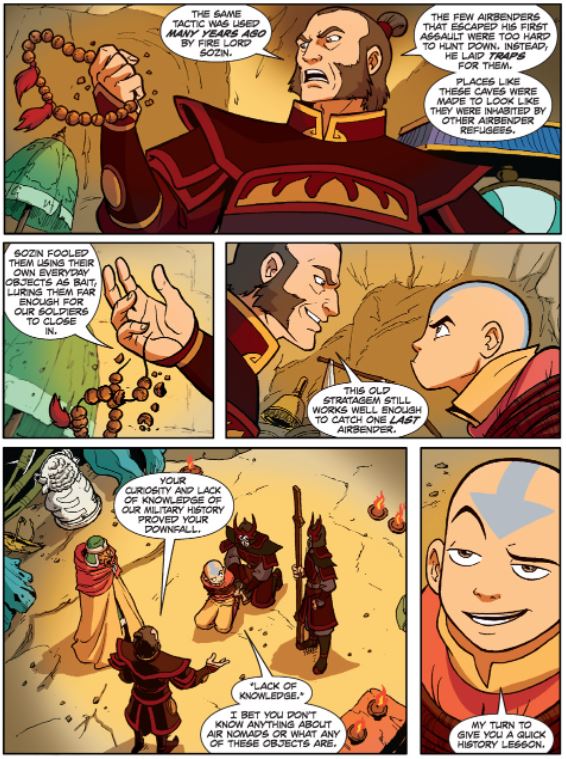 THE SAME
TACTIC WAS USED
MANY YEARS AGO
BY FIRE LORD
SOZIN.
THE FEW AIRBENDERS
THAT ESCAPED HIS FIRST
ASSAULT WERE TOO HARD
TO HUNT DOWN. INSTEAD,
HE LAID TRAPS
FOR THEM.
PLACES LIKE
THESE CAVES WERE
MADE TO LOOK LIKE
THEY WERE INHABITED BY
OTHER AIRBENDER
REFUGEES.
SOZIN FOOLED
THEM USING THEIR
OWN EVERYDAY
OBJECTS AS BAIT,
LURING THEM FAR
ENOUGH FOR
OUR SOLDIERS
TO CLOSE
IN.
THIS OLD
STRATAGEM STILL
WORKS WELL ENOUGH
TO CATCH ONE LAST
AIRBENDER.
YOUR
CURIOSITY AND LACK
OF KNOWLEDGE OF
OUR MILITARY HISTORY
PROVED YOUR
DOWNFALL.
"LACK OF
KNOWLEDGE."
I BET YOU DON'T
KNOW ANYTHING ABOUT
AIR NOMADS OR WHAT ANY
OF THESE OBJECTS ARE.
MY TURN TO
GIVE YOU A QUICK
HISTORY LESSON.